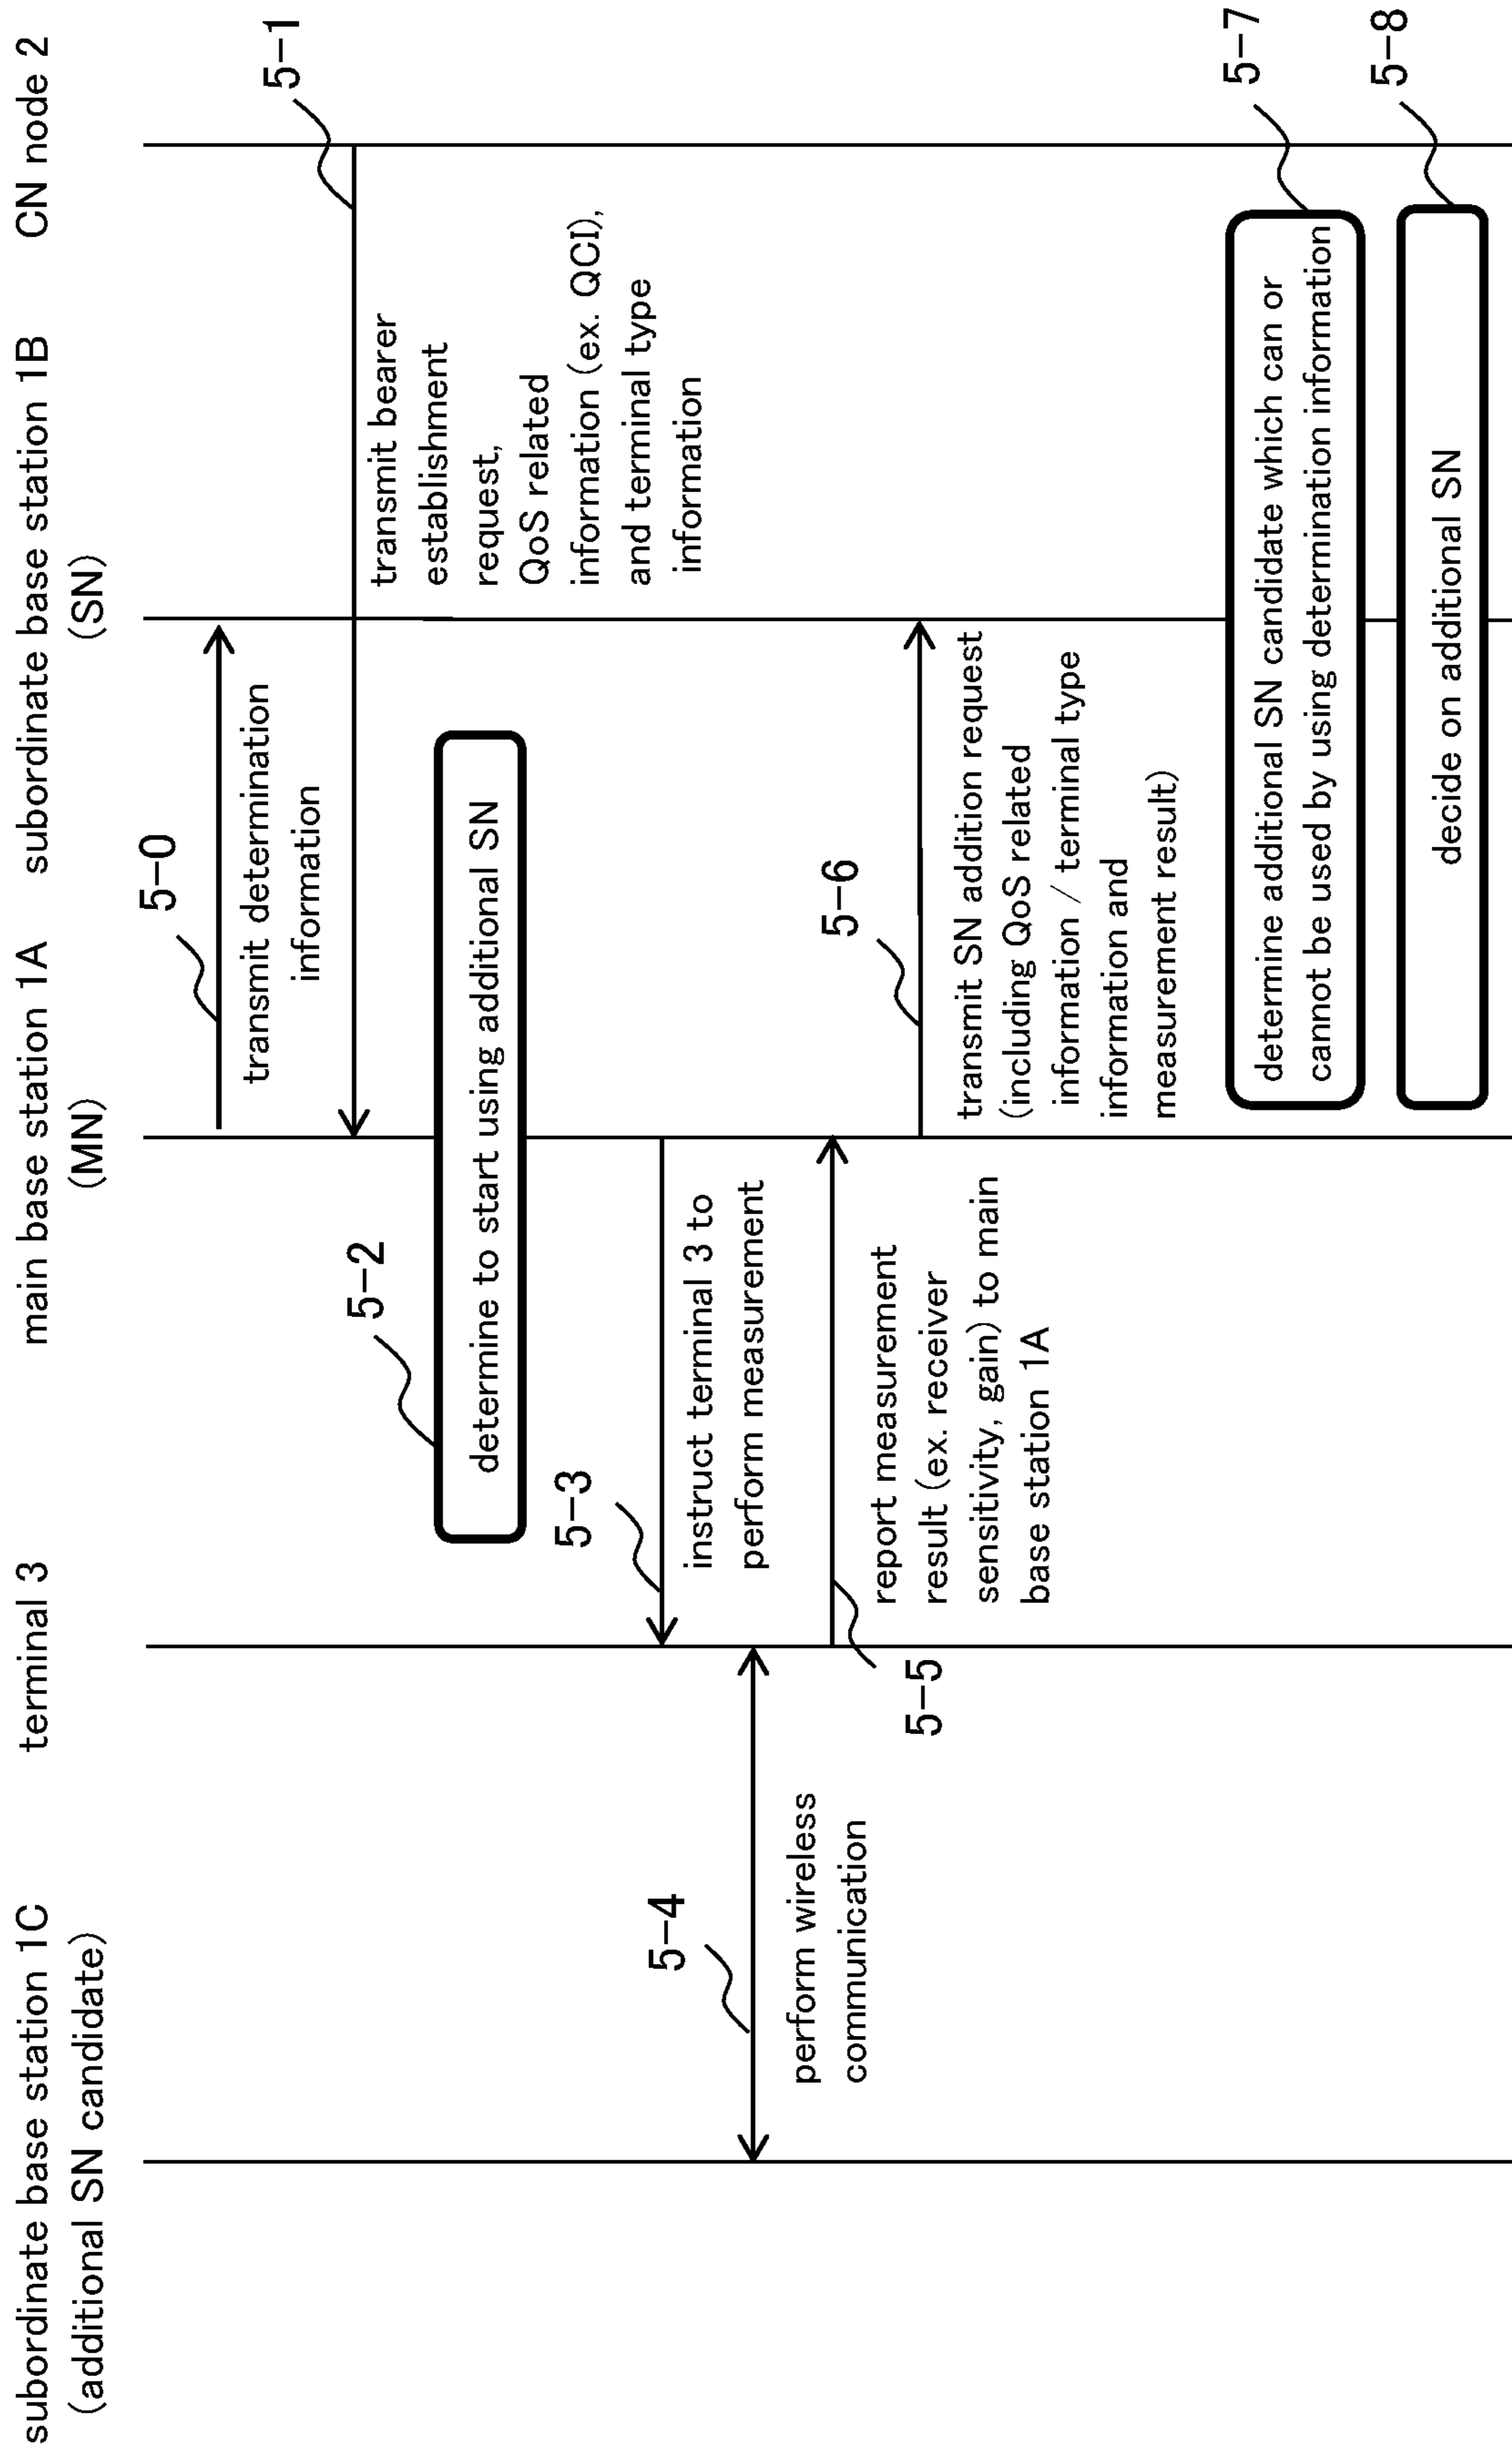 subordinate base station 1C
(additional SN candidate)
terminal 3
main base station 1A
(MN)
subordinate base station 1B
(SN)
CN node 2
5-0
transmit determination
information
5-1
transmit bearer
establishment
request,
QoS related
information (ex. QCI),
and terminal type
information
5-2
determine to start using additional SN
5-3
instruct terminal 3 to
perform measurement
5-4
perform wireless
communication
5-5
report measurement
result (ex. receiver
sensitivity, gain) to main
base station 1A
5-6
transmit SN addition request
(including QoS related
information / terminal type
information and
measurement result)
5-7
determine additional SN candidate which can or
cannot be used by using determination information
5-8
decide on additional SN